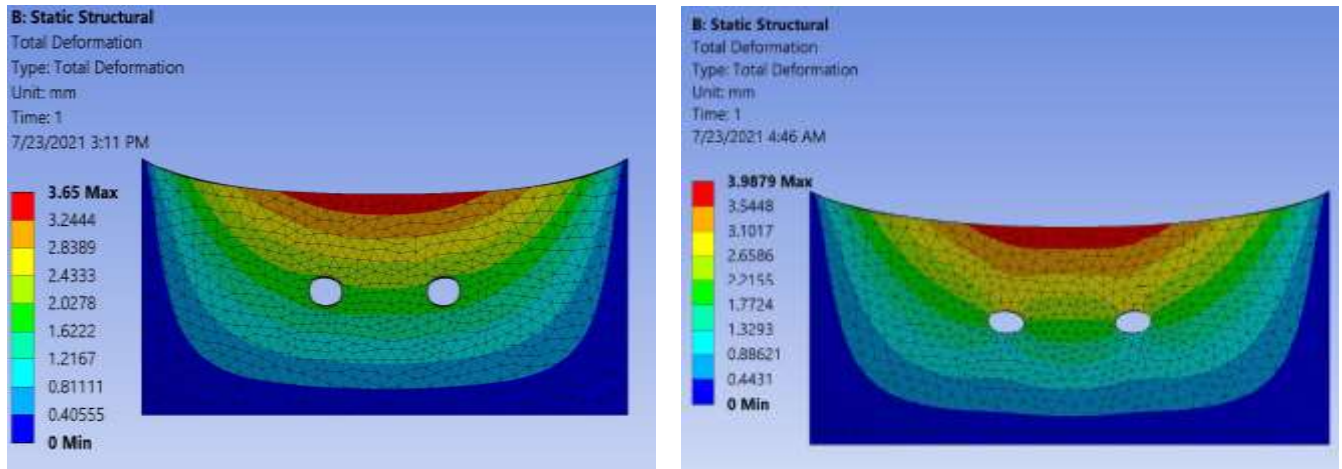 B: Static Structural
Total Deformation
Type: Total Deformation
Unit: mm
Time: 1
7/23/2021 3:11 PM
3.65 Max
3.2444
2.8389
2.4333
2.0278
1.6222
1.2167
0.81111
0.40555
0 Min
B: Static Structural
Total Deformation
Type: Total Deformation
Unit: mm
Time: 1
7/23/2021 4:46 AM
3.9879 Max
3.5448
3.1017
2.6586
2.2155
1.7724
1.3293
0.88621
0.4431
0 Min